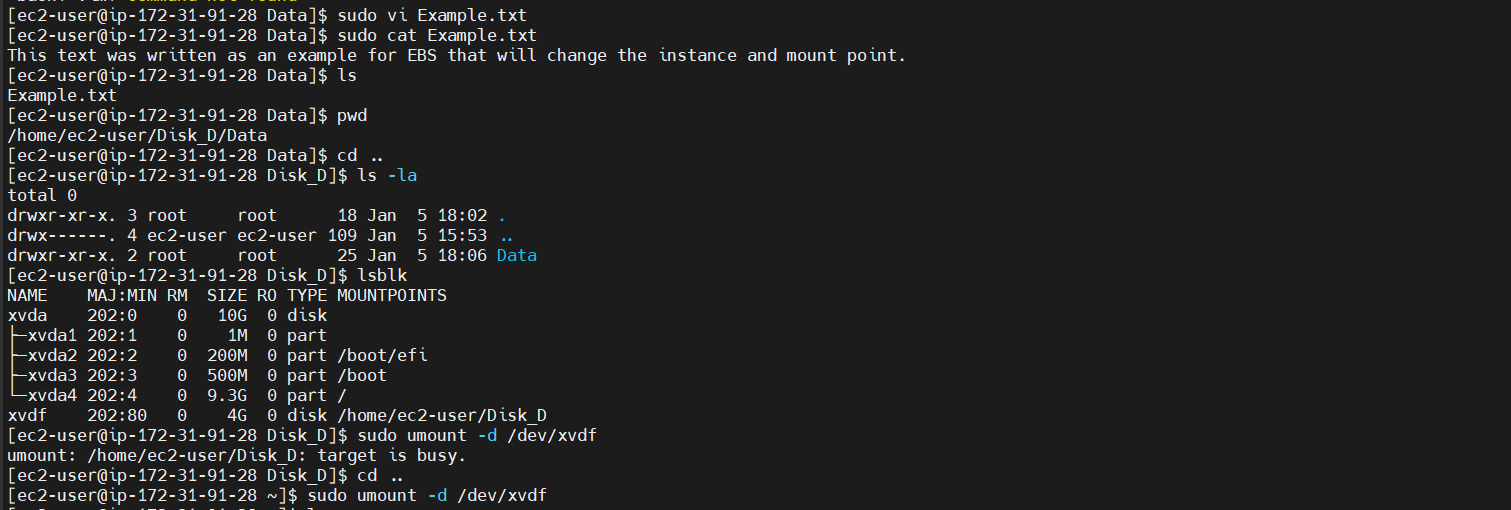 [ec2-user@ip-172-31-91-28 Data]$ sudo vi Example.txt
[ec2-user@ip-172-31-91-28 Data]$ sudo cat Example.txt
This text was written as an example for EBS that will change the instance and mount point.
[ec2-user@ip-172-31-91-28 Data]$ ls
Example.txt
[ec2-user@ip-172-31-91-28 Data]$ pwd
/home/ec2-user/Disk_D/Data
[ec2-user@ip-172-31-91-28 Data]$ cd ..
[ec2-user@ip-172-31-91-28 Disk_D]$ ls -la
total 0
drwxr-xr-x. 3 root     root      18 Jan  5 18:02 .
drwx------. 4 ec2-user ec2-user 109 Jan  5 15:53 ..
drwxr-xr-x. 2 root     root      25 Jan  5 18:06 Data
[ec2-user@ip-172-31-91-28 Disk_D]$ lsblk
NAME    MAJ:MIN RM  SIZE RO TYPE MOUNTPOINTS
xvda    202:0    0   10G  0 disk
├─xvda1 202:1    0    1M  0 part
├─xvda2 202:2    0  200M  0 part /boot/efi
├─xvda3 202:3    0  500M  0 part /boot
└─xvda4 202:4    0  9.3G  0 part /
xvdf    202:80   0    4G  0 disk /home/ec2-user/Disk_D
[ec2-user@ip-172-31-91-28 Disk_D]$ sudo umount -d /dev/xvdf
umount: /home/ec2-user/Disk_D: target is busy.
[ec2-user@ip-172-31-91-28 Disk_D]$ cd ..
[ec2-user@ip-172-31-91-28 ~]$ sudo umount -d /dev/xvdf